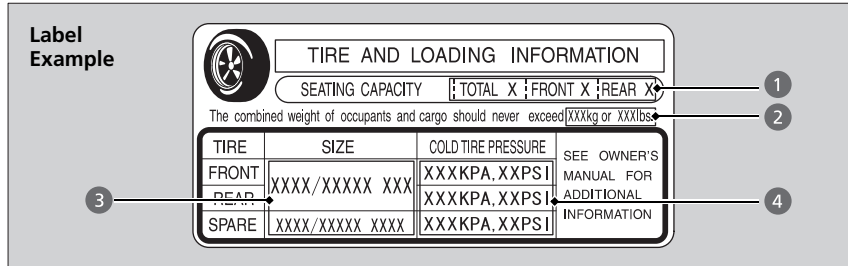 Label
Example
TIRE AND LOADING INFORMATION
SEATING CAPACITY TOTAL X FRONT X REAR X
1
The combined weight of occupants and cargo should never exceed XXXkg or XXXlbs.
2
TIRE SIZE COLD TIRE PRESSURE
SEE OWNER'S
MANUAL FOR
ADDITIONAL
INFORMATION
FRONT XXXX/XXXXX XXX XXXKPA,XXPSI
REAR XXXKPA,XXPSI
3
4
SPARE XXXX/XXXXX XXXX XXXKPA,XXPSI